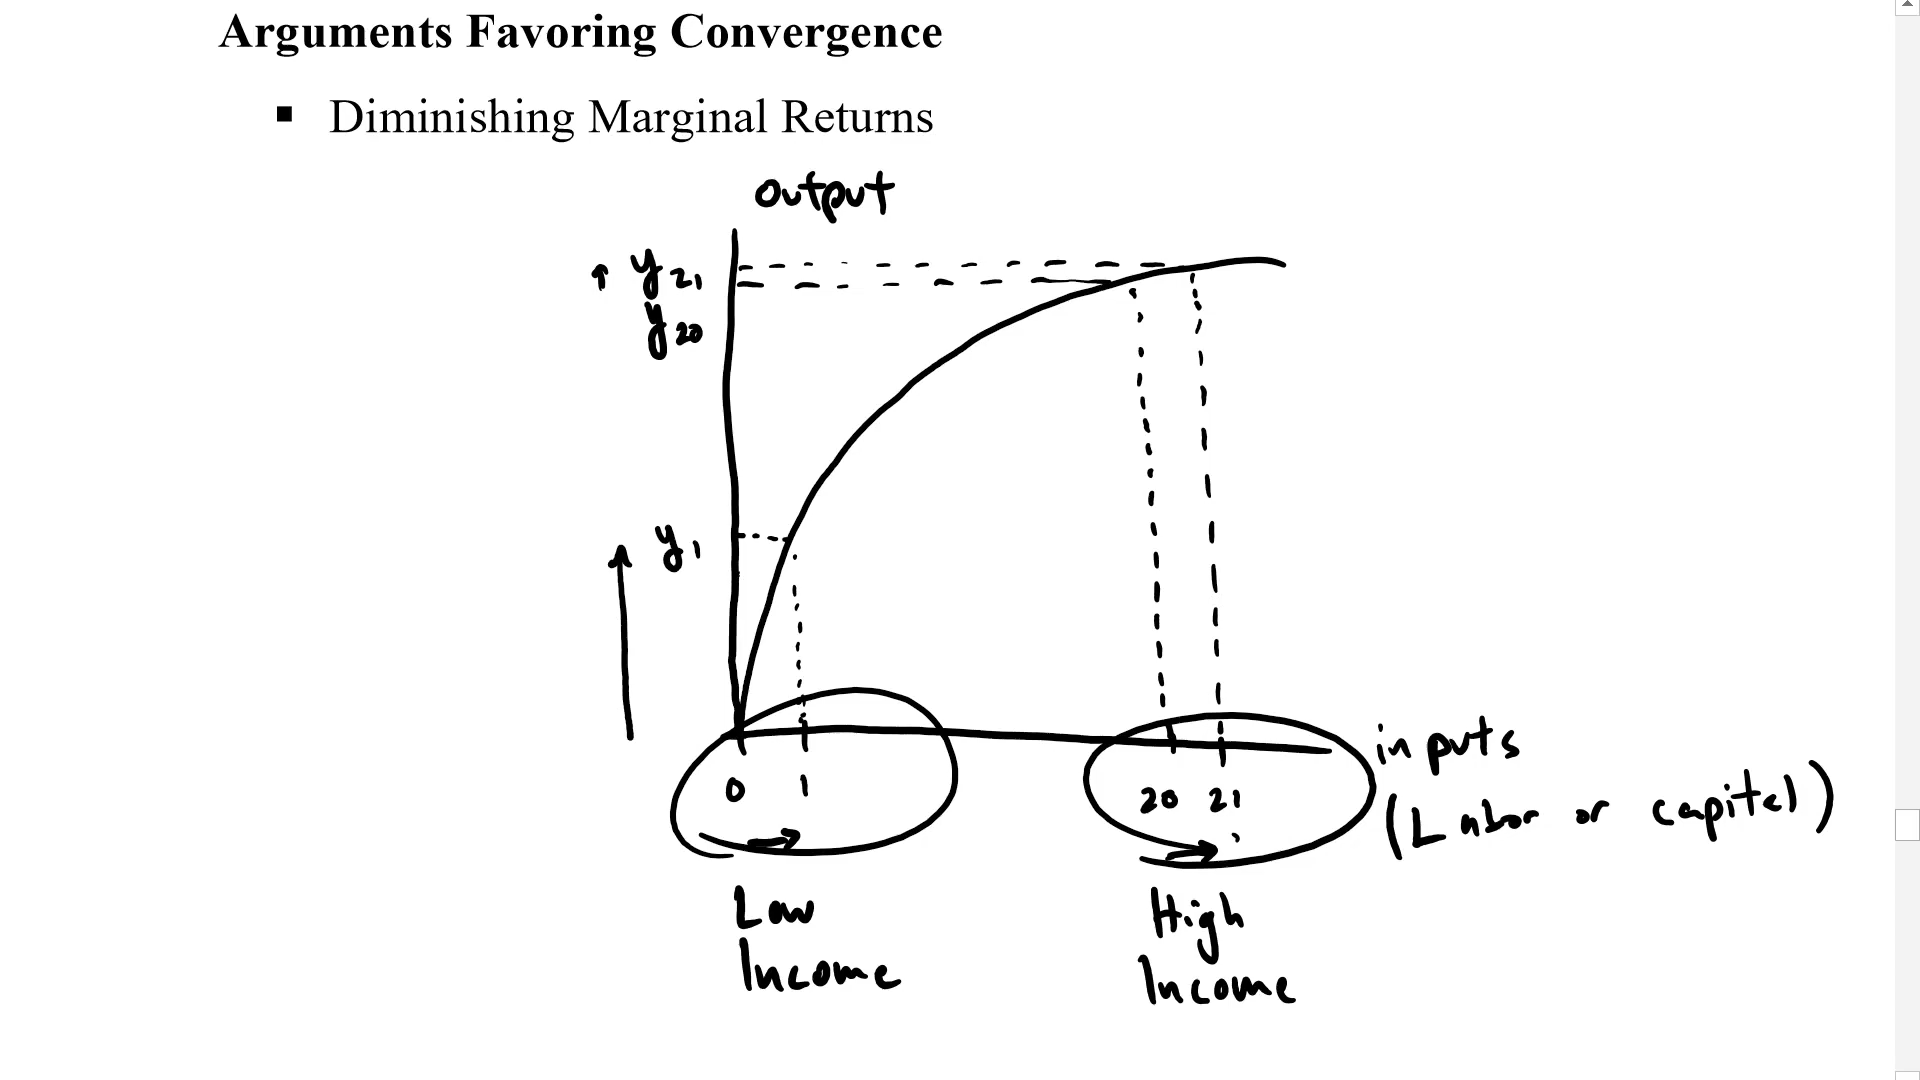 Arguments Favoring Convergence
▪ Diminishing Marginal Returns
output
↑ y21
y20
y1
0 1
20 21
inputs
(Labor or capital)
Low
Income
High
Income